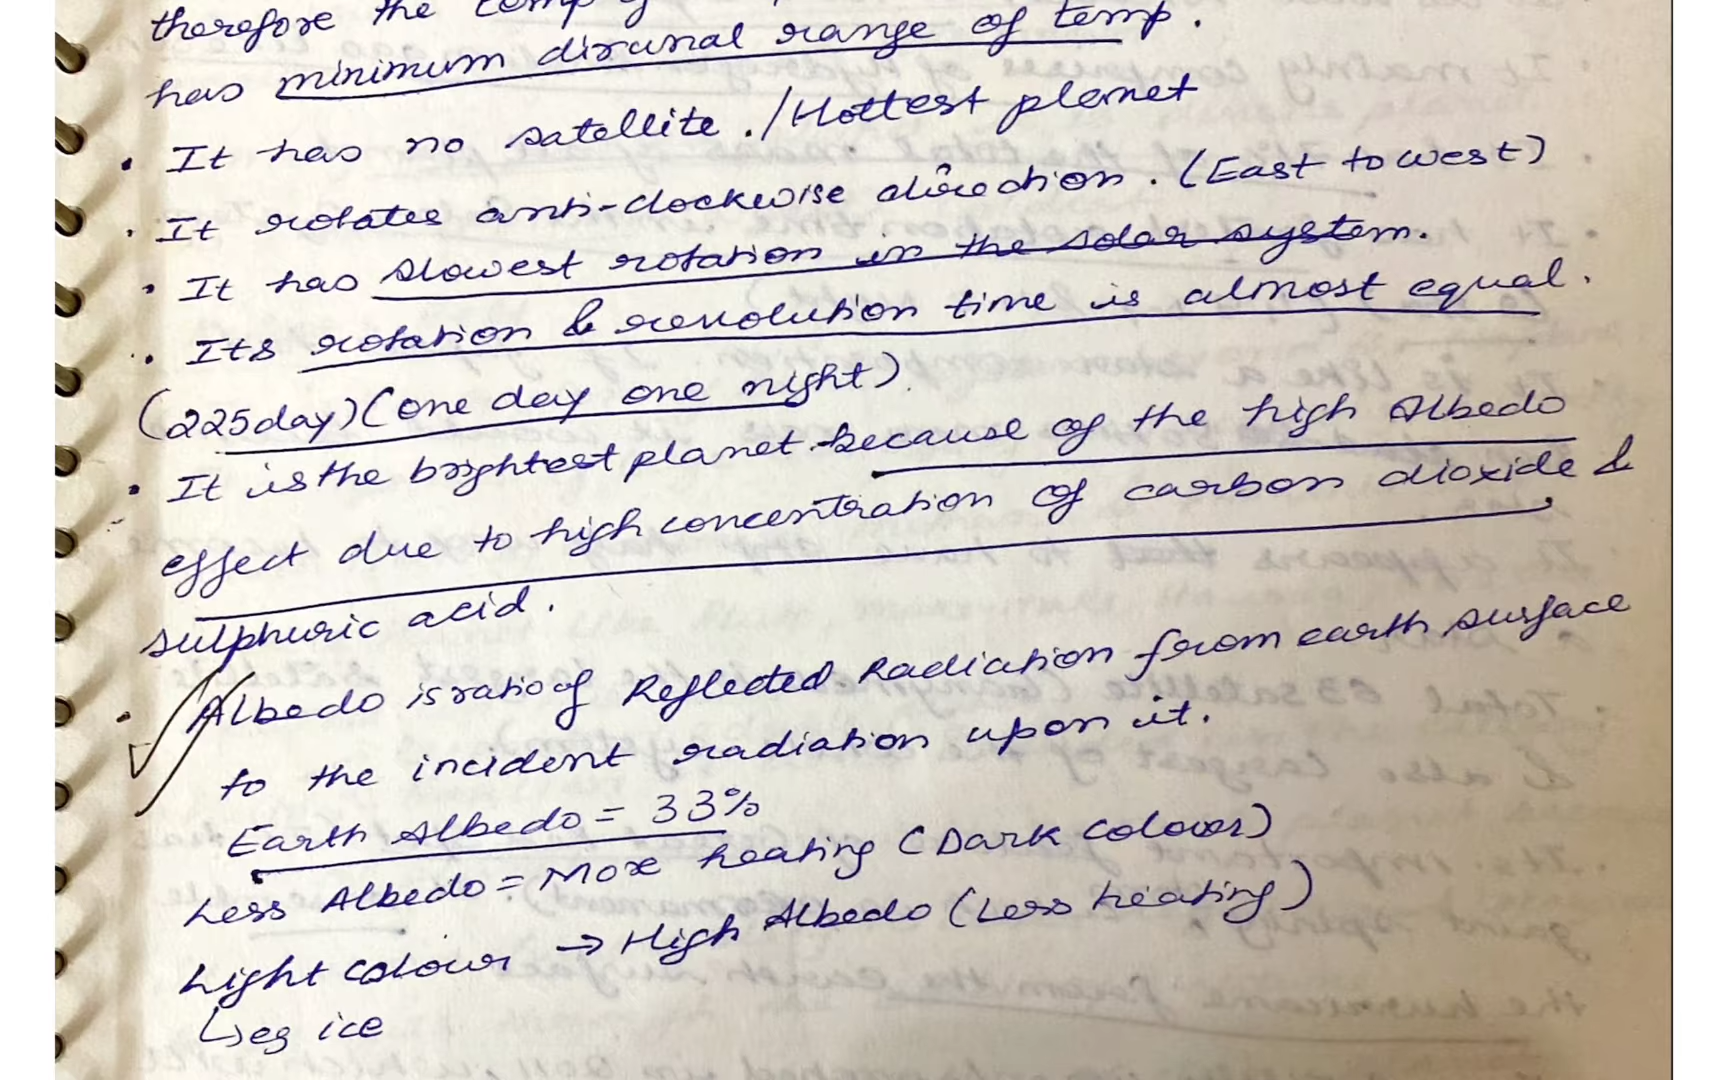 therefore the temp
has minimum dirunal range of temp.
• It has no satellite . / Hottest planet
• It rotates anti-clockwise direction . (East to west)
• It has slowest rotation in the solar system.
• Its rotation & revolution time is almost equal.
(225day) (one day one night)
• It is the brightest planet because of the high Albedo
effect due to high concentration of carbon dioxide &
sulphuric acid.
• Albedo is ratio of Reflected Radiation from earth surface
to the incident radiation upon it.
Earth Albedo = 33%
Less Albedo = More heating (Dark Colour)
Light colour → High Albedo (Less heating)
↳ eg ice